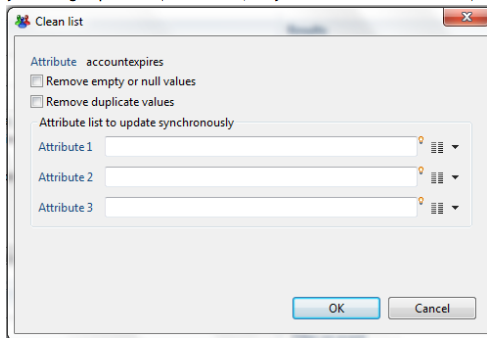 Clean list
Attribute accountexpires
Remove empty or null values
Remove duplicate values
Attribute list to update synchronously
Attribute 1
Attribute 2
Attribute 3
OK Cancel